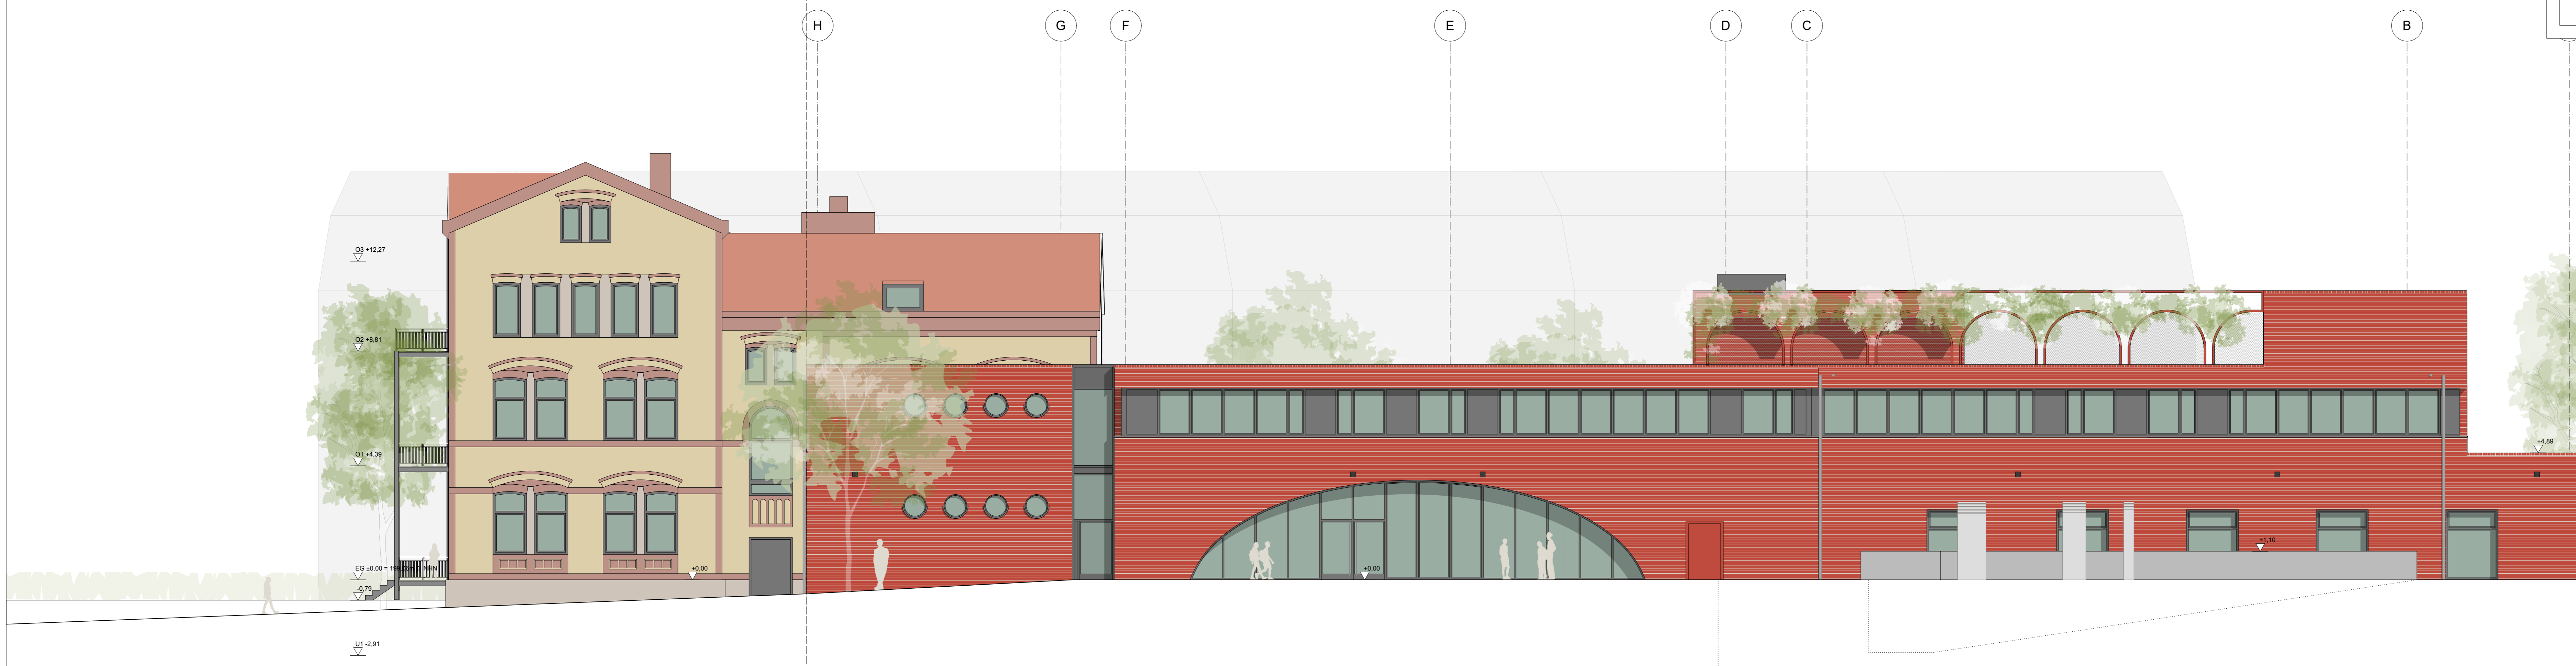 H
G
F
E
D
C
B
O3 +12,27
O2 +8,81
O1 +4,39
+4,89
+1,10
EG ±0,00 =
+0,00
+0,00
-0,79
U1 -2,91